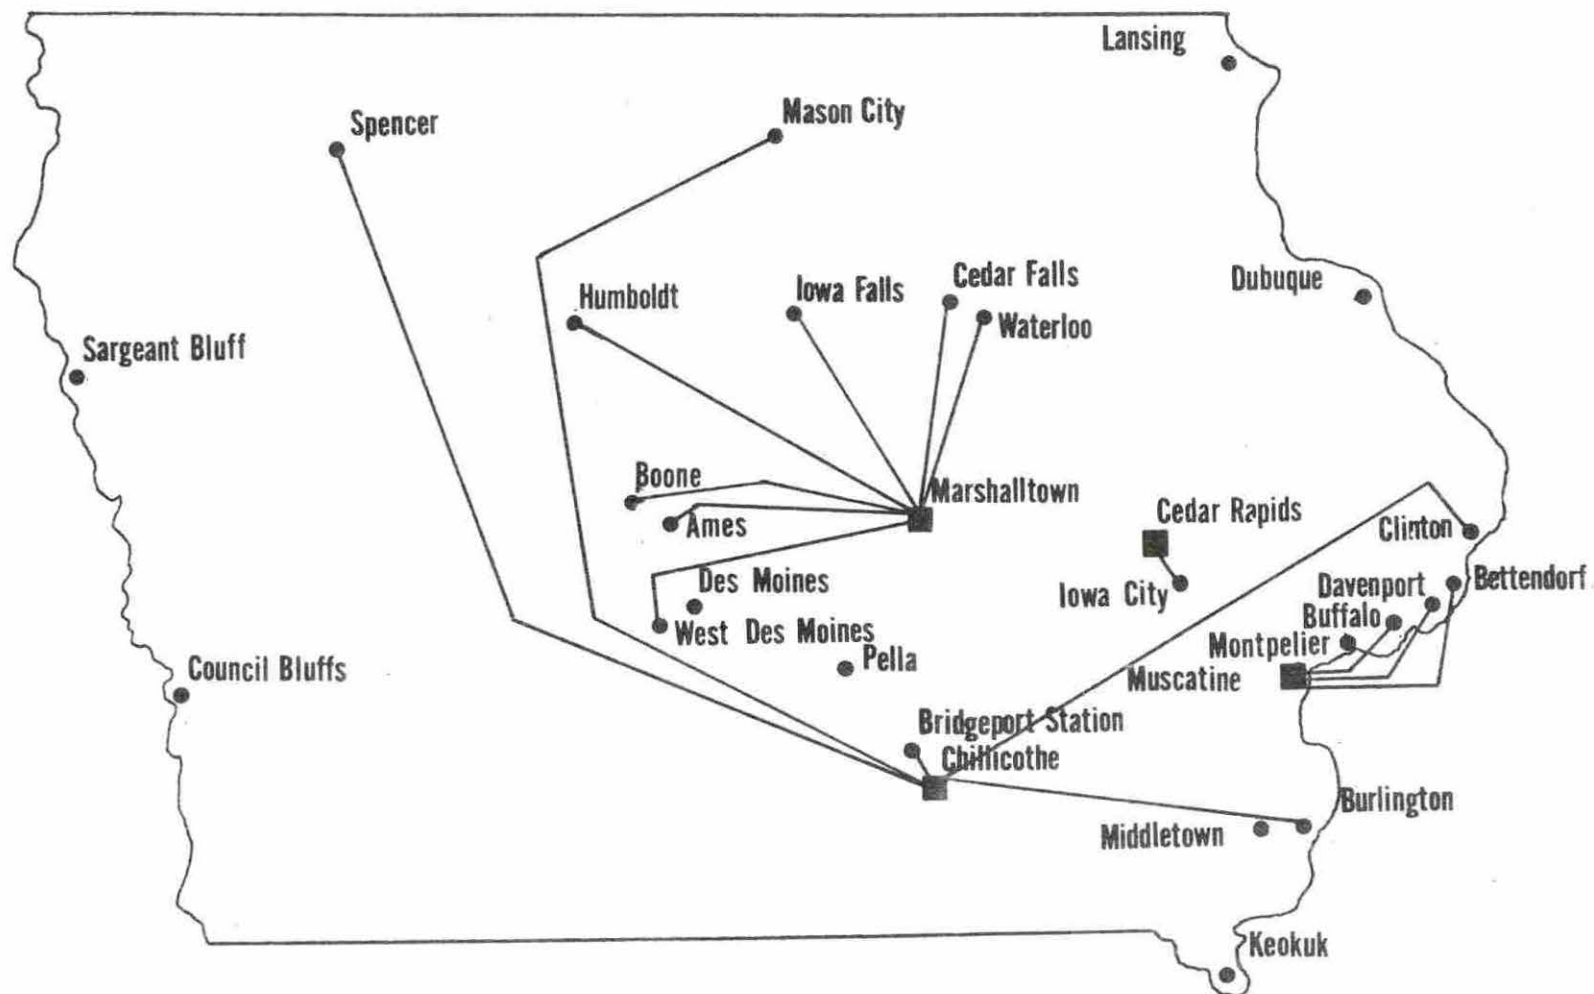 Lansing
Spencer
Mason City
Humboldt
Iowa Falls
Cedar Falls
Waterloo
Dubuque
Sargeant Bluff
Boone
Ames
Marshalltown
Cedar Rapids
Clinton
Des Moines
West Des Moines
Iowa City
Davenport
Bettendorf
Buffalo
Montpelier
Muscatine
Council Bluffs
Pella
Bridgeport Station
Chillicothe
Burlington
Middletown
Keokuk